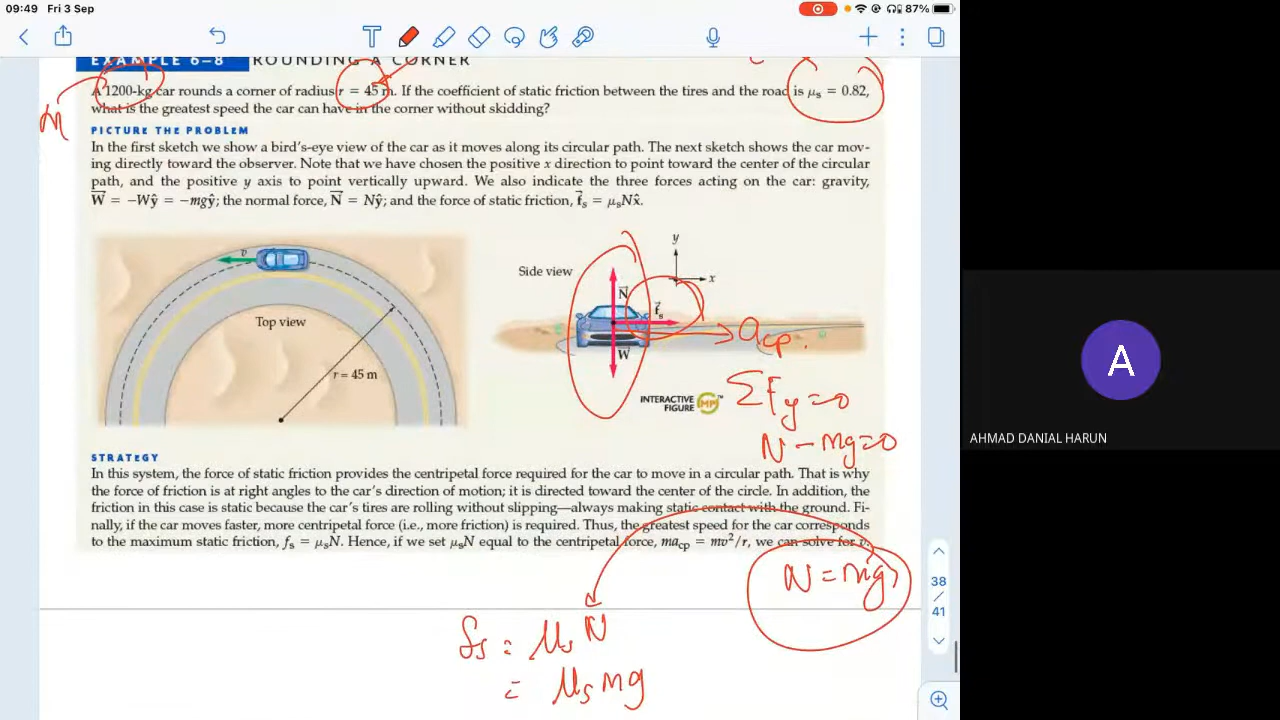 09:49 Fri 3 Sep
87%
EXAMPLE 6–8 ROUNDING A CORNER
A 1200-kg car rounds a corner of radius r = 45 m. If the coefficient of static friction between the tires and the road is μs = 0.82,
what is the greatest speed the car can have in the corner without skidding?
m
PICTURE THE PROBLEM
In the first sketch we show a bird's-eye view of the car as it moves along its circular path. The next sketch shows the car mov-
ing directly toward the observer. Note that we have chosen the positive x direction to point toward the center of the circular
path, and the positive y axis to point vertically upward. We also indicate the three forces acting on the car: gravity,
W⃗ = −Wŷ = −mgŷ; the normal force, N⃗ = Nŷ; and the force of static friction, f⃗s = μsNx̂.
v
Top view
r = 45 m
Side view
y
x
N⃗
f⃗s
W⃗
acp.
INTERACTIVE
FIGURE MP™
ΣFy = 0
N − mg = 0
STRATEGY
In this system, the force of static friction provides the centripetal force required for the car to move in a circular path. That is why
the force of friction is at right angles to the car's direction of motion; it is directed toward the center of the circle. In addition, the
friction in this case is static because the car's tires are rolling without slipping—always making static contact with the ground. Fi-
nally, if the car moves faster, more centripetal force (i.e., more friction) is required. Thus, the greatest speed for the car corresponds
to the maximum static friction, fs = μsN. Hence, if we set μsN equal to the centripetal force, macp = mv²/r, we can solve for v.
N = mg
fs = μs N
= μs mg
38
/
41
T
A
AHMAD DANIAL HARUN